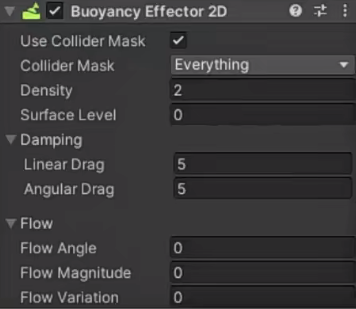 Buoyancy Effector 2D
Use Collider Mask
Collider Mask Everything
Density 2
Surface Level 0
Damping
Linear Drag 5
Angular Drag 5
Flow
Flow Angle 0
Flow Magnitude 0
Flow Variation 0